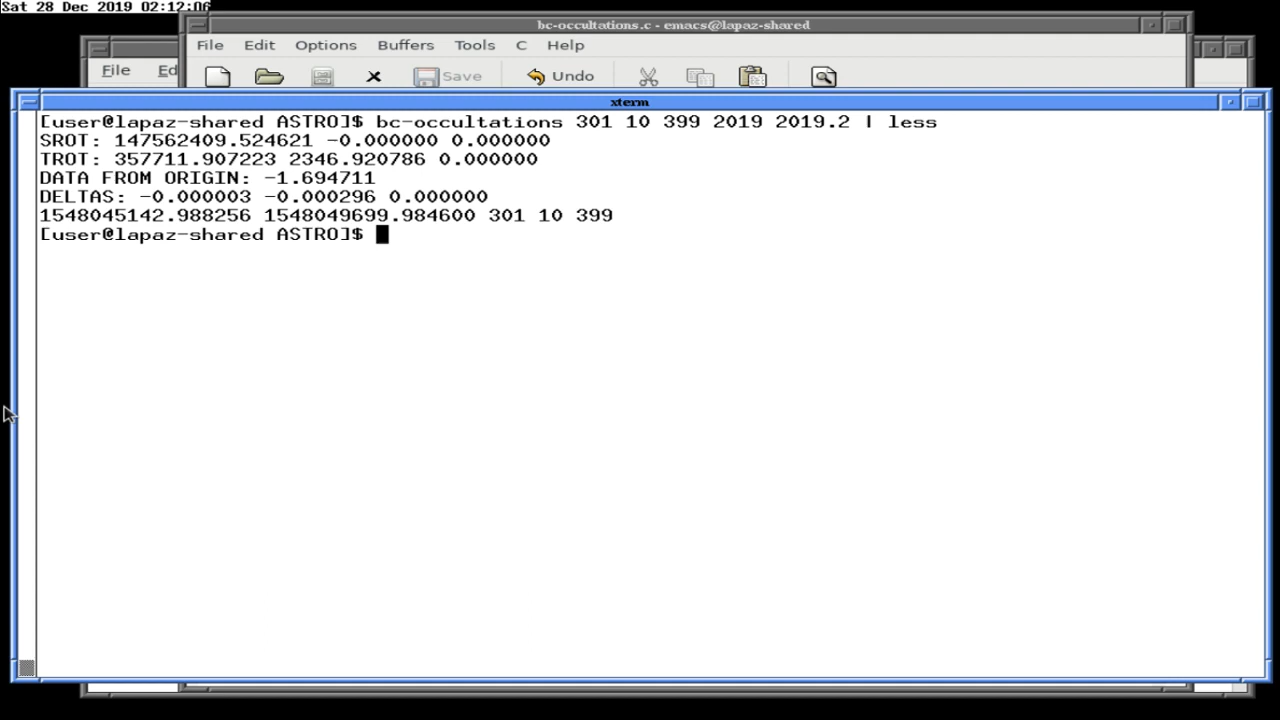 Sat 28 Dec 2019 02:12:06
bc-occultations.c - emacs@lapaz-shared
File Edit Options Buffers Tools C Help
File Ed
Save Undo
xterm
[user@lapaz-shared ASTRO]$ bc-occultations 301 10 399 2019 2019.2 | less
SROT: 147562409.524621 -0.000000 0.000000
TROT: 357711.907223 2346.920786 0.000000
DATA FROM ORIGIN: -1.694711
DELTAS: -0.000003 -0.000296 0.000000
1548045142.988256 1548049699.984600 301 10 399
[user@lapaz-shared ASTRO]$